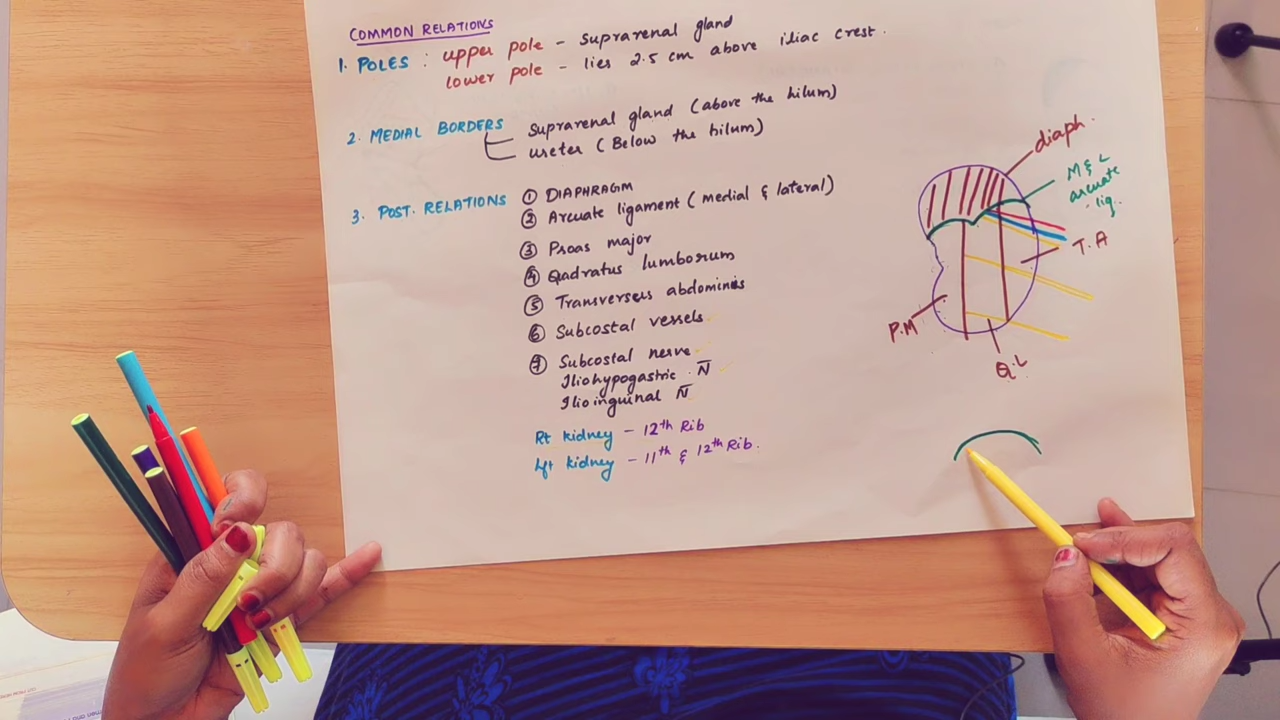 COMMON RELATIONS
1. POLES : upper pole - Suprarenal gland
lower pole - lies 2.5 cm above iliac crest.
2. MEDIAL BORDERS
Suprarenal gland (above the hilum)
ureter (Below the hilum)
3. POST. RELATIONS
① DIAPHRAGM
② Arcuate ligament (medial & lateral)
③ Psoas major
④ Qadratus lumborum
⑤ Transversus abdominis
⑥ Subcostal vessels
⑦ Subcostal nerve
Iliohypogastric N̅
Ilioinguinal N̅
Rt kidney - 12th Rib
Lft kidney - 11th & 12th Rib.
diaph.
M & L
arcuate
lig.
T.A
P.M
Q.L